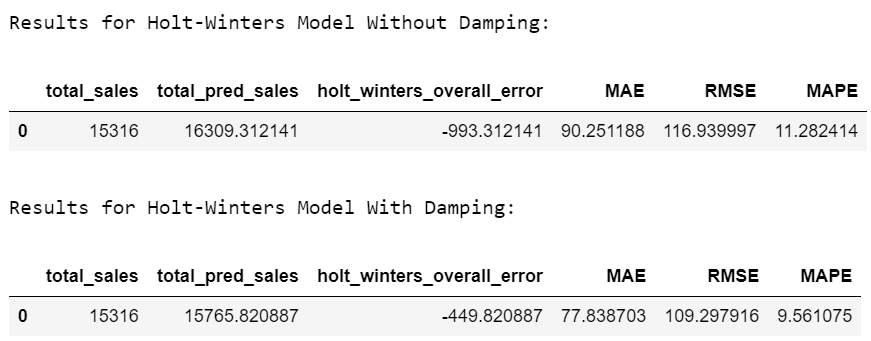 Results for Holt-Winters Model Without Damping:
total_sales total_pred_sales holt_winters_overall_error MAE RMSE MAPE
0 15316 16309.312141 -993.312141 90.251188 116.939997 11.282414
Results for Holt-Winters Model With Damping:
total_sales total_pred_sales holt_winters_overall_error MAE RMSE MAPE
0 15316 15765.820887 -449.820887 77.838703 109.297916 9.561075